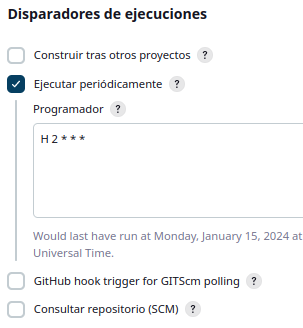 Disparadores de ejecuciones
Construir tras otros proyectos ?
Ejecutar periódicamente ?
Programador ?
H 2 * * *
Would last have run at Monday, January 15, 2024 at
Universal Time.
GitHub hook trigger for GITScm polling ?
Consultar repositorio (SCM) ?